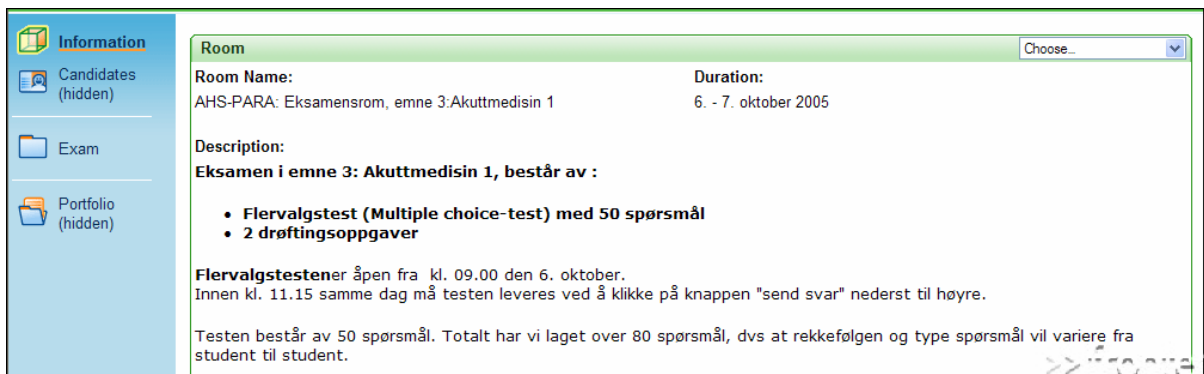 Information
Candidates
(hidden)
Exam
Portfolio
(hidden)
Room
Choose...
Room Name:
Duration:
AHS-PARA: Eksamensrom, emne 3:Akuttmedisin 1
6. - 7. oktober 2005
Description:
Eksamen i emne 3: Akuttmedisin 1, består av :
• Flervalgstest (Multiple choice-test) med 50 spørsmål
• 2 drøftingsoppgaver
Flervalgstestener åpen fra kl. 09.00 den 6. oktober.
Innen kl. 11.15 samme dag må testen leveres ved å klikke på knappen "send svar" nederst til høyre.
Testen består av 50 spørsmål. Totalt har vi laget over 80 spørsmål, dvs at rekkefølgen og type spørsmål vil variere fra
student til student.